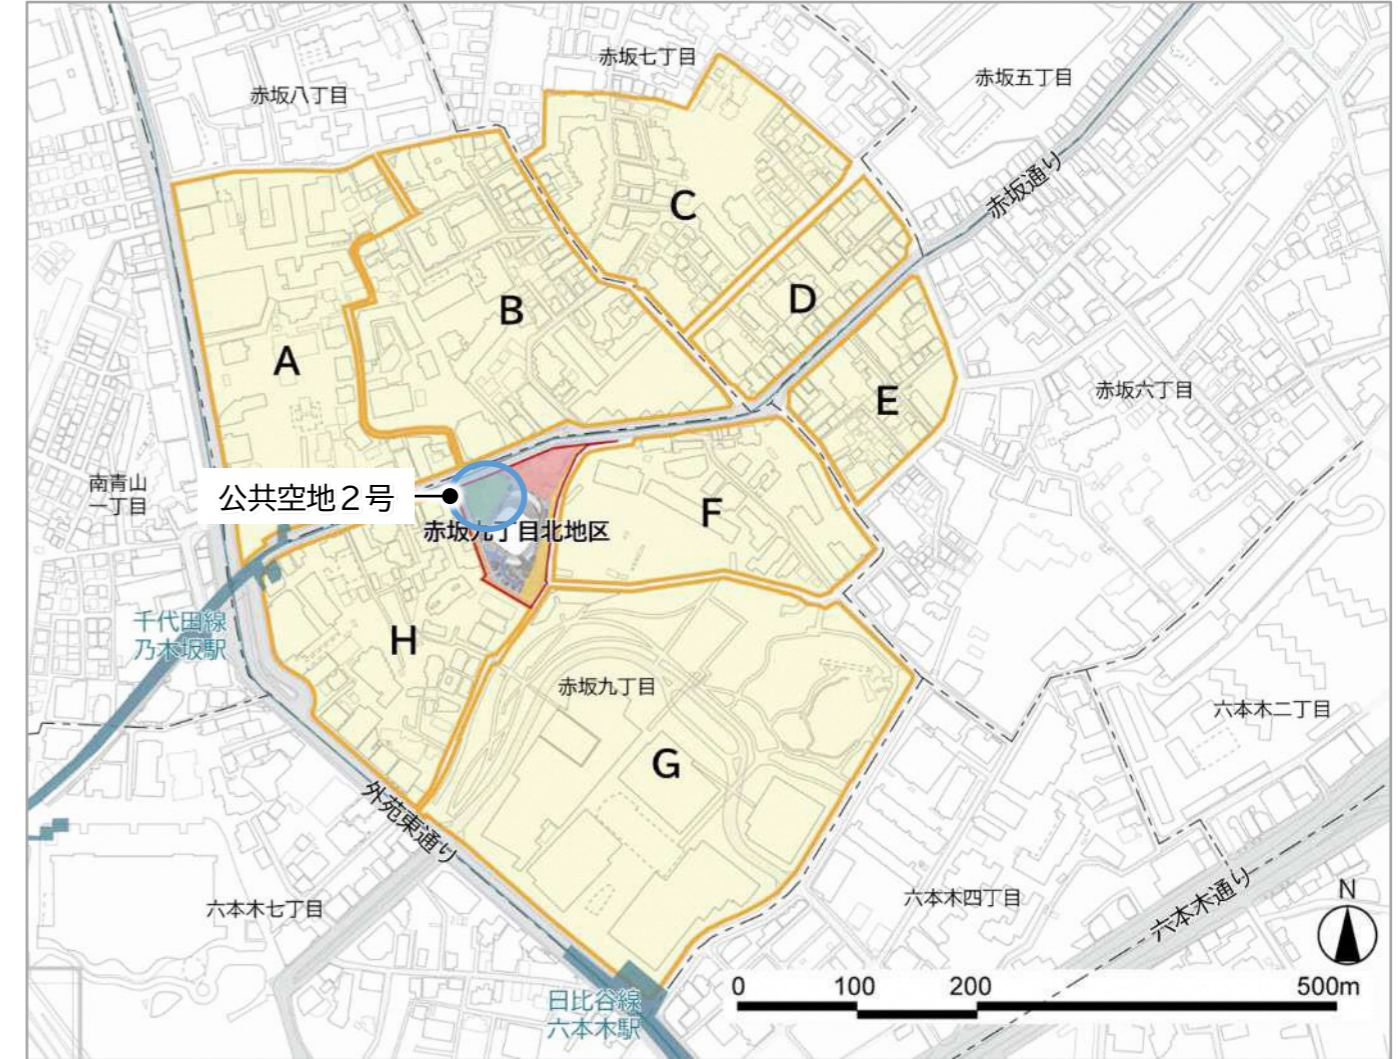 赤坂七丁目
赤坂五丁目
赤坂八丁目
赤坂通り
C
D
B
A
E
赤坂六丁目
南青山
一丁目
公共空地2号
F
赤坂九丁目北地区
千代田線
乃木坂駅
H
赤坂九丁目
六本木二丁目
G
外苑東通り
六本木七丁目
六本木四丁目
六本木通り
N
日比谷線
六本木駅
0 100 200 500m